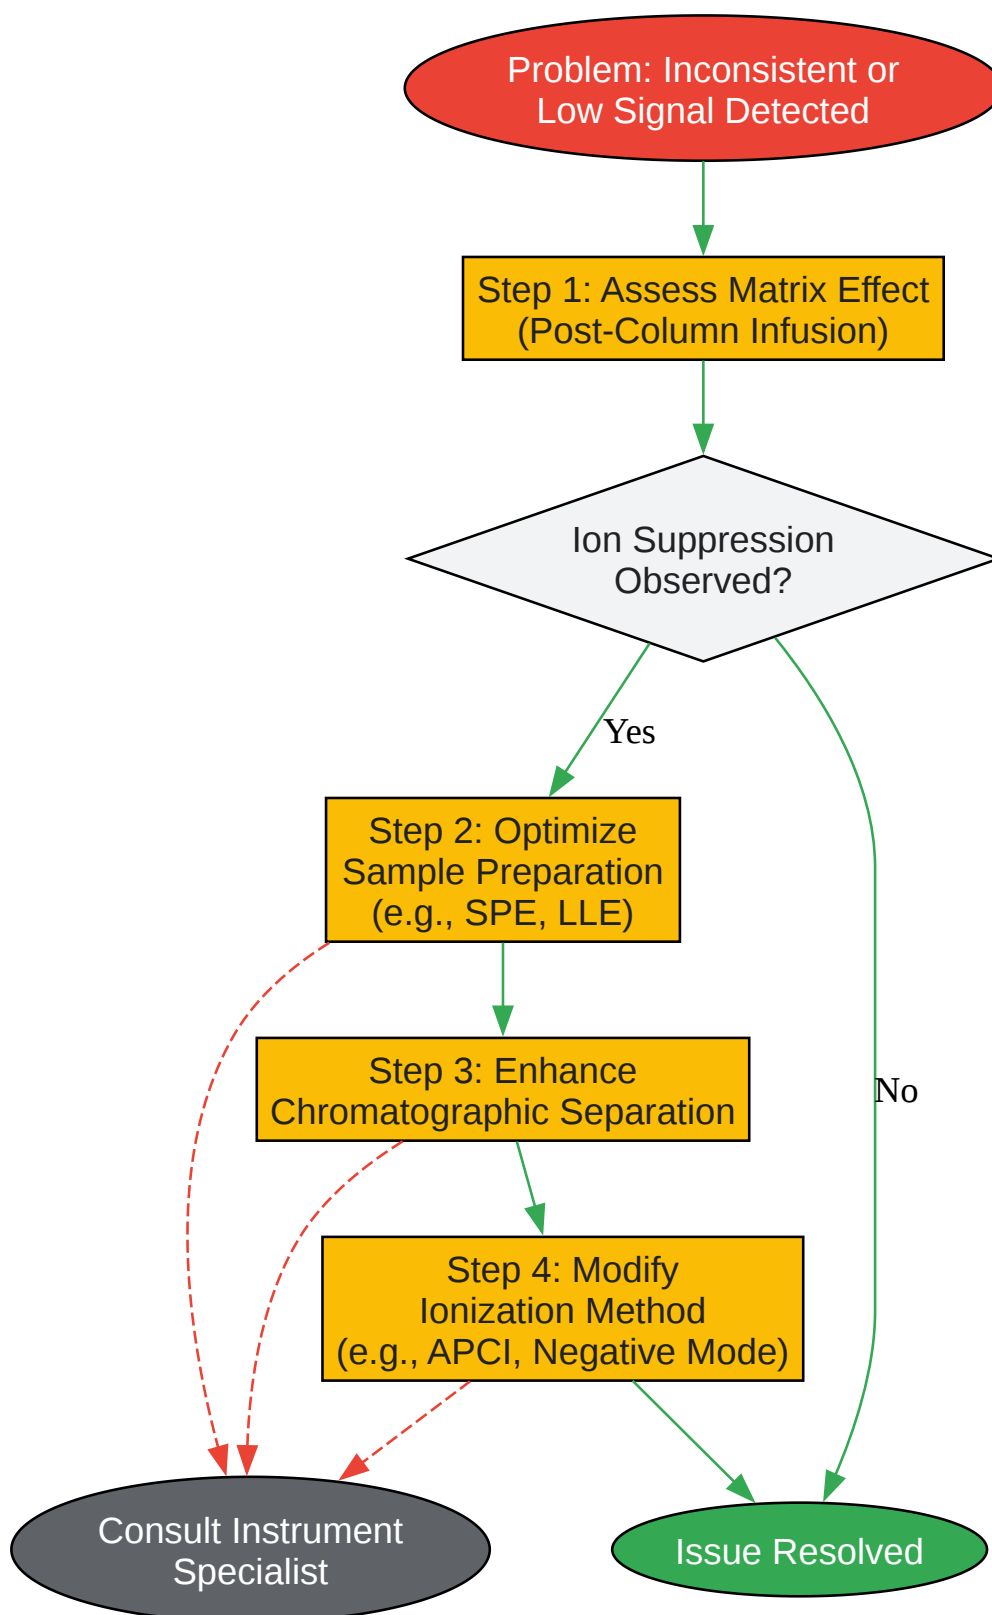 Problem: Inconsistent or
Low Signal Detected
Step 1: Assess Matrix Effect
(Post-Column Infusion)
Ion Suppression
Observed?
Yes
Step 2: Optimize
Sample Preparation
(e.g., SPE, LLE)
Step 3: Enhance
Chromatographic Separation
No
Step 4: Modify
Ionization Method
(e.g., APCI, Negative Mode)
Consult Instrument
Specialist
Issue Resolved